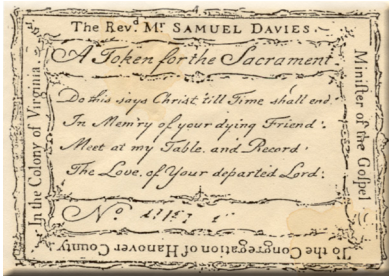 The Rev.d Mr. SAMUEL DAVIES.
Minister of the Gospel
To the Congregation of Hanover County
In the Colony of Virginia
A Token for the Sacrament
Do this says Christ 'till Time shall end.
In Mem'ry of your dying Friend:
Meet at my Table, and Record
The Love, of Your departed Lord:
No